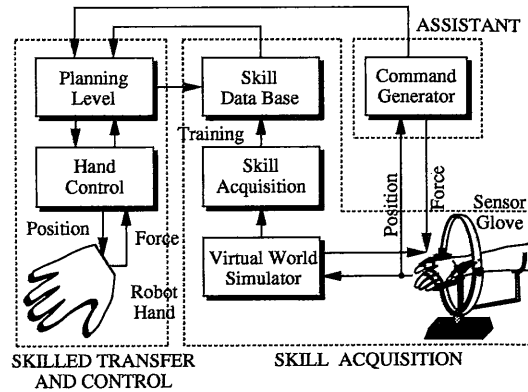 ASSISTANT
Planning
Level
Skill
Data Base
Command
Generator
Training
Hand
Control
Skill
Acquisition
Position
Force
Position
Force
Sensor
Glove
Virtual World
Simulator
Robot
Hand
SKILLED TRANSFER
AND CONTROL
SKILL ACQUISITION